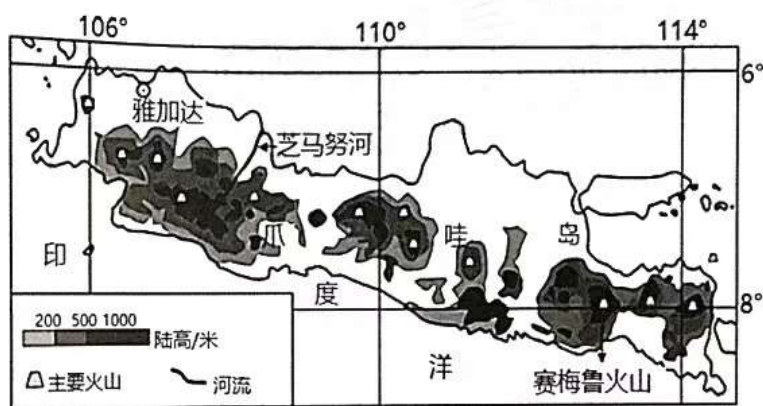 106° 110° 114°
6°
雅加达
芝马努河
爪 哇 岛
印 度 洋
8°
200 500 1000
陆高/米
主要火山 河流
赛梅鲁火山